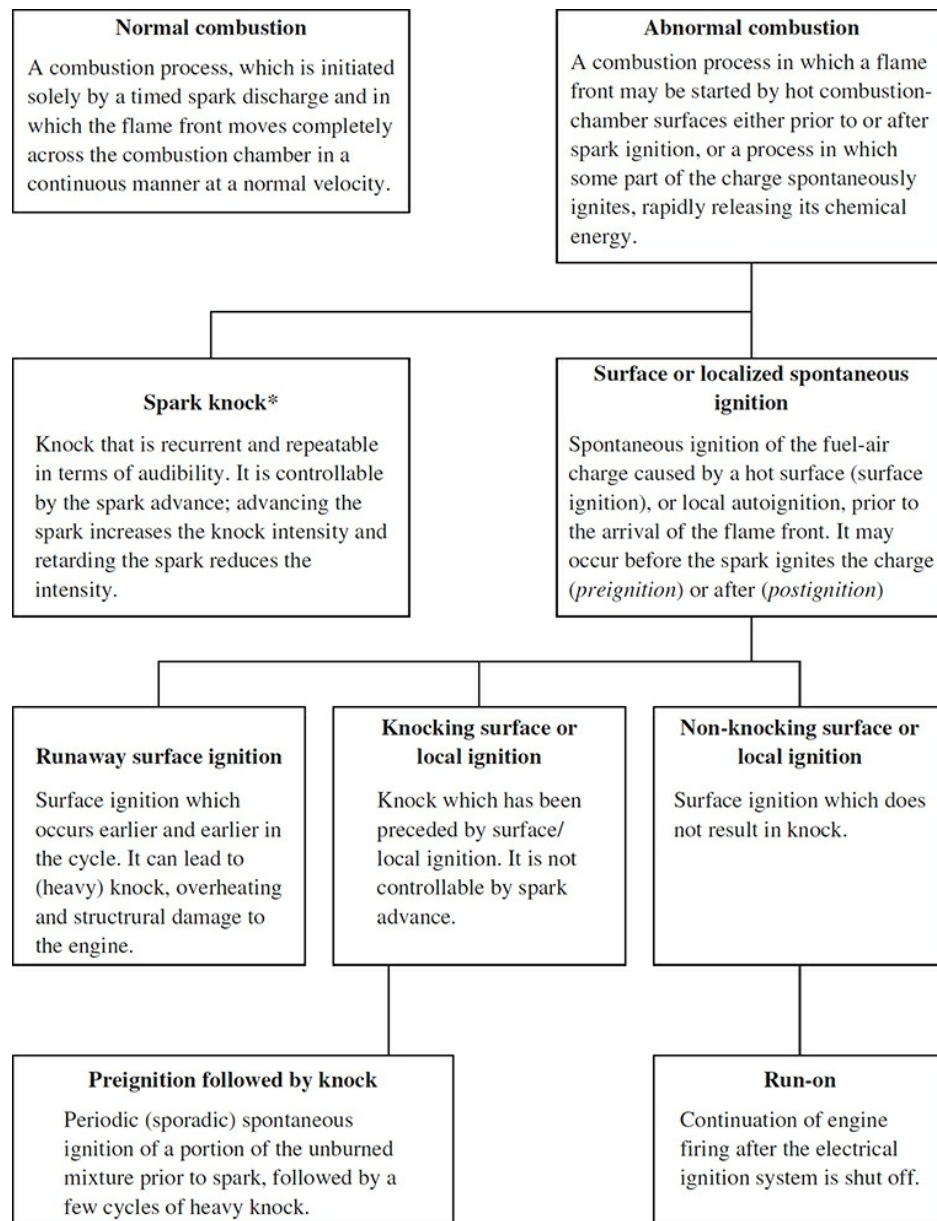 Normal combustion
A combustion process, which is initiated
solely by a timed spark discharge and in
which the flame front moves completely
across the combustion chamber in a
continuous manner at a normal velocity.
Abnormal combustion
A combustion process in which a flame
front may be started by hot combustion-
chamber surfaces either prior to or after
spark ignition, or a process in which
some part of the charge spontaneously
ignites, rapidly releasing its chemical
energy.
Spark knock*
Knock that is recurrent and repeatable
in terms of audibility. It is controllable
by the spark advance; advancing the
spark increases the knock intensity and
retarding the spark reduces the
intensity.
Surface or localized spontaneous
ignition
Spontaneous ignition of the fuel-air
charge caused by a hot surface (surface
ignition), or local autoignition, prior to
the arrival of the flame front. It may
occur before the spark ignites the charge
(preignition) or after (postignition)
Runaway surface ignition
Surface ignition which
occurs earlier and earlier in
the cycle. It can lead to
(heavy) knock, overheating
and structrural damage to
the engine.
Knocking surface or
local ignition
Knock which has been
preceded by surface/
local ignition. It is not
controllable by spark
advance.
Non-knocking surface or
local ignition
Surface ignition which does
not result in knock.
Preignition followed by knock
Periodic (sporadic) spontaneous
ignition of a portion of the unburned
mixture prior to spark, followed by a
few cycles of heavy knock.
Run-on
Continuation of engine
firing after the electrical
ignition system is shut off.